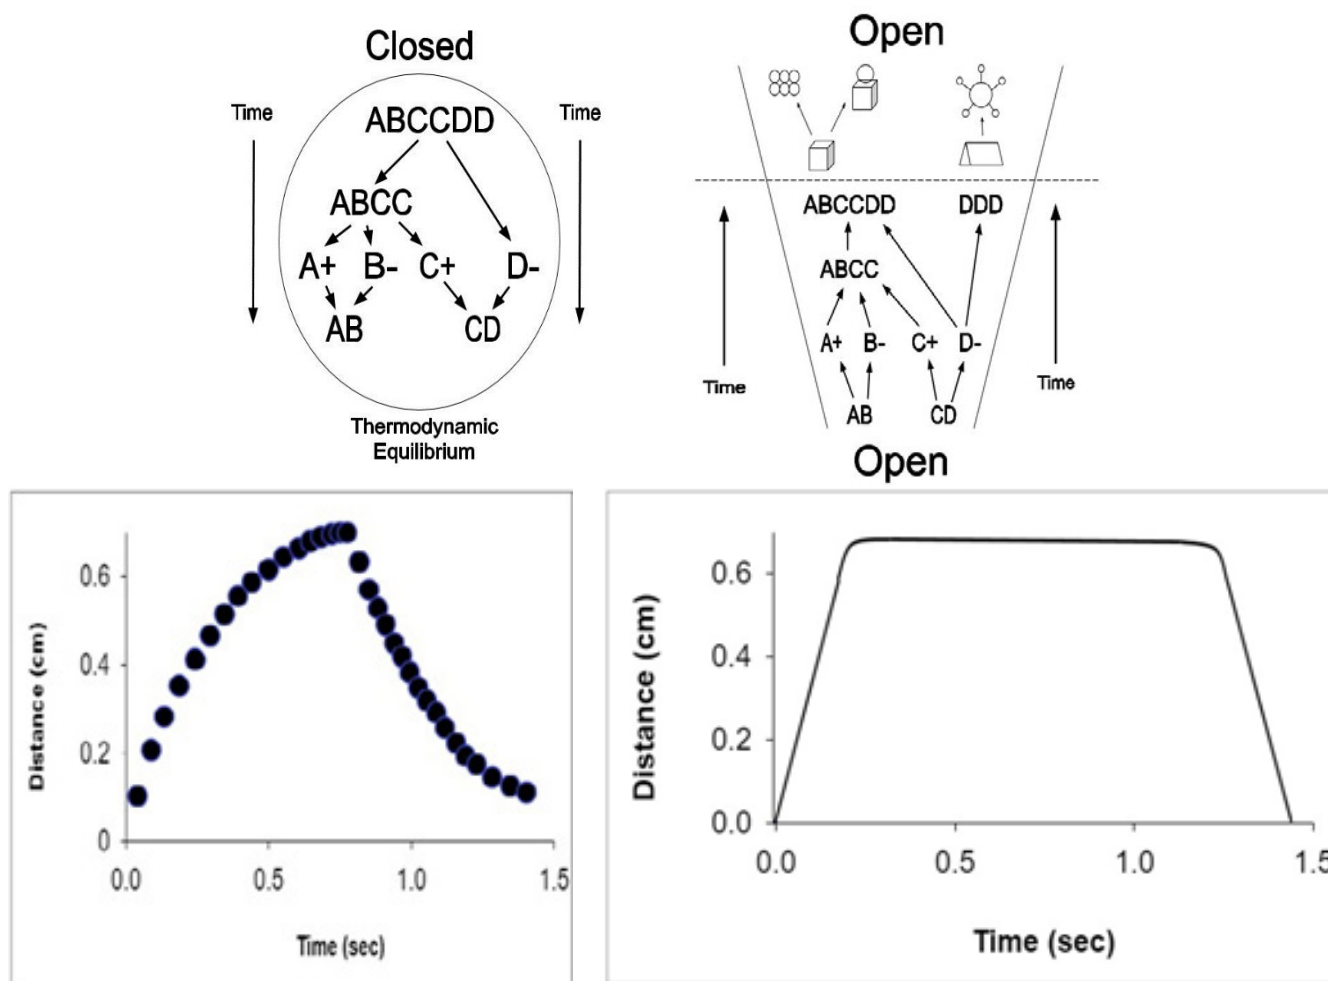 Closed
Time
Time
ABCCDD
ABCC
A+ B- C+ D-
AB CD
Thermodynamic
Equilibrium
Open
ABCCDD DDD
ABCC
A+ B- C+ D-
Time
Time
AB CD
Open
Distance (cm)
0.6
0.4
0.2
0
0.0 0.5 1.0 1.5
Time (sec)
Distance (cm)
0.6
0.4
0.2
0.0
0.0 0.5 1.0 1.5
Time (sec)